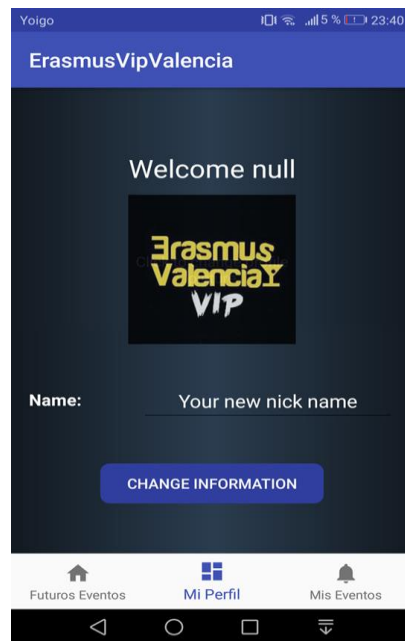 Yoigo 5 % 23:40
ErasmusVipValencia
Welcome null
Erasmus
Valencia
VIP
Name: Your new nick name
CHANGE INFORMATION
Futuros Eventos Mi Perfil Mis Eventos